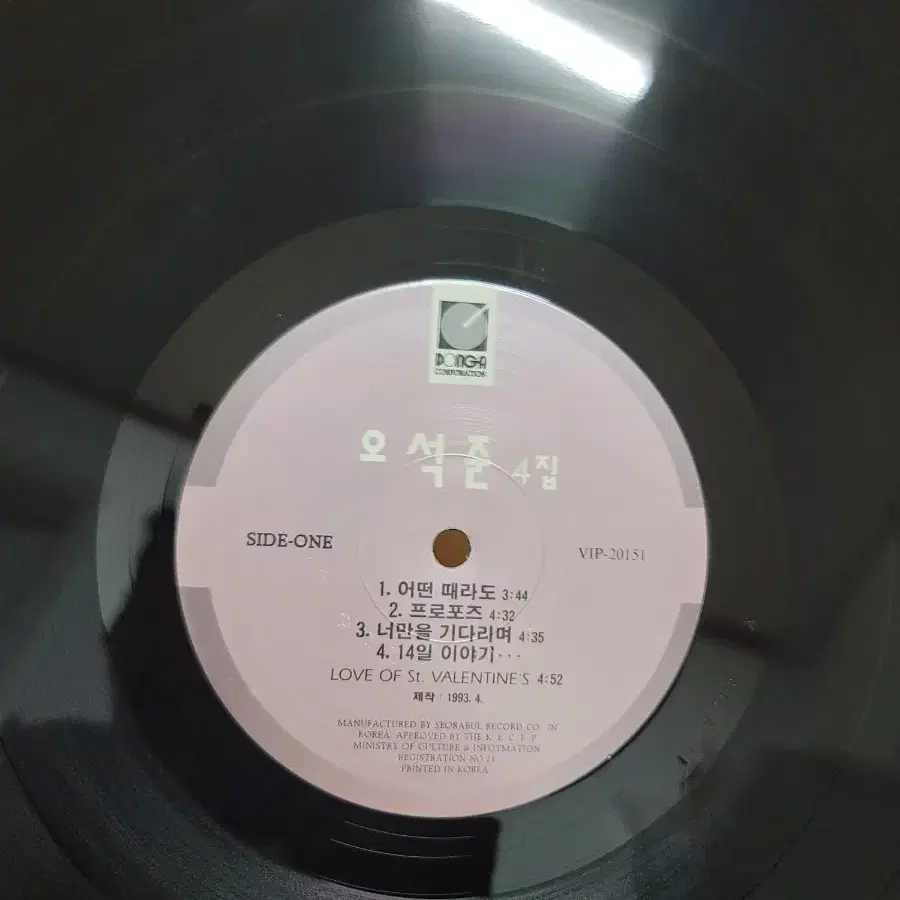 DONG-A
CORPORATION
오석준 4집
SIDE-ONE
VIP-20151
1. 어떤 때라도 3:44
2. 프로포즈 4:32
3. 너만을 기다리며 4:35
4. 14일 이야기···
LOVE OF St. VALENTINE'S 4:52
제작 : 1993. 4.
MANUFACTURED BY SEORABUL RECORD CO. IN
KOREA. APPROVED BY THE K. E. C. P. P.
MINISTRY OF CULTURE & INFOTMATION
REGISTRATION NO.21
PRINTED IN KOREA